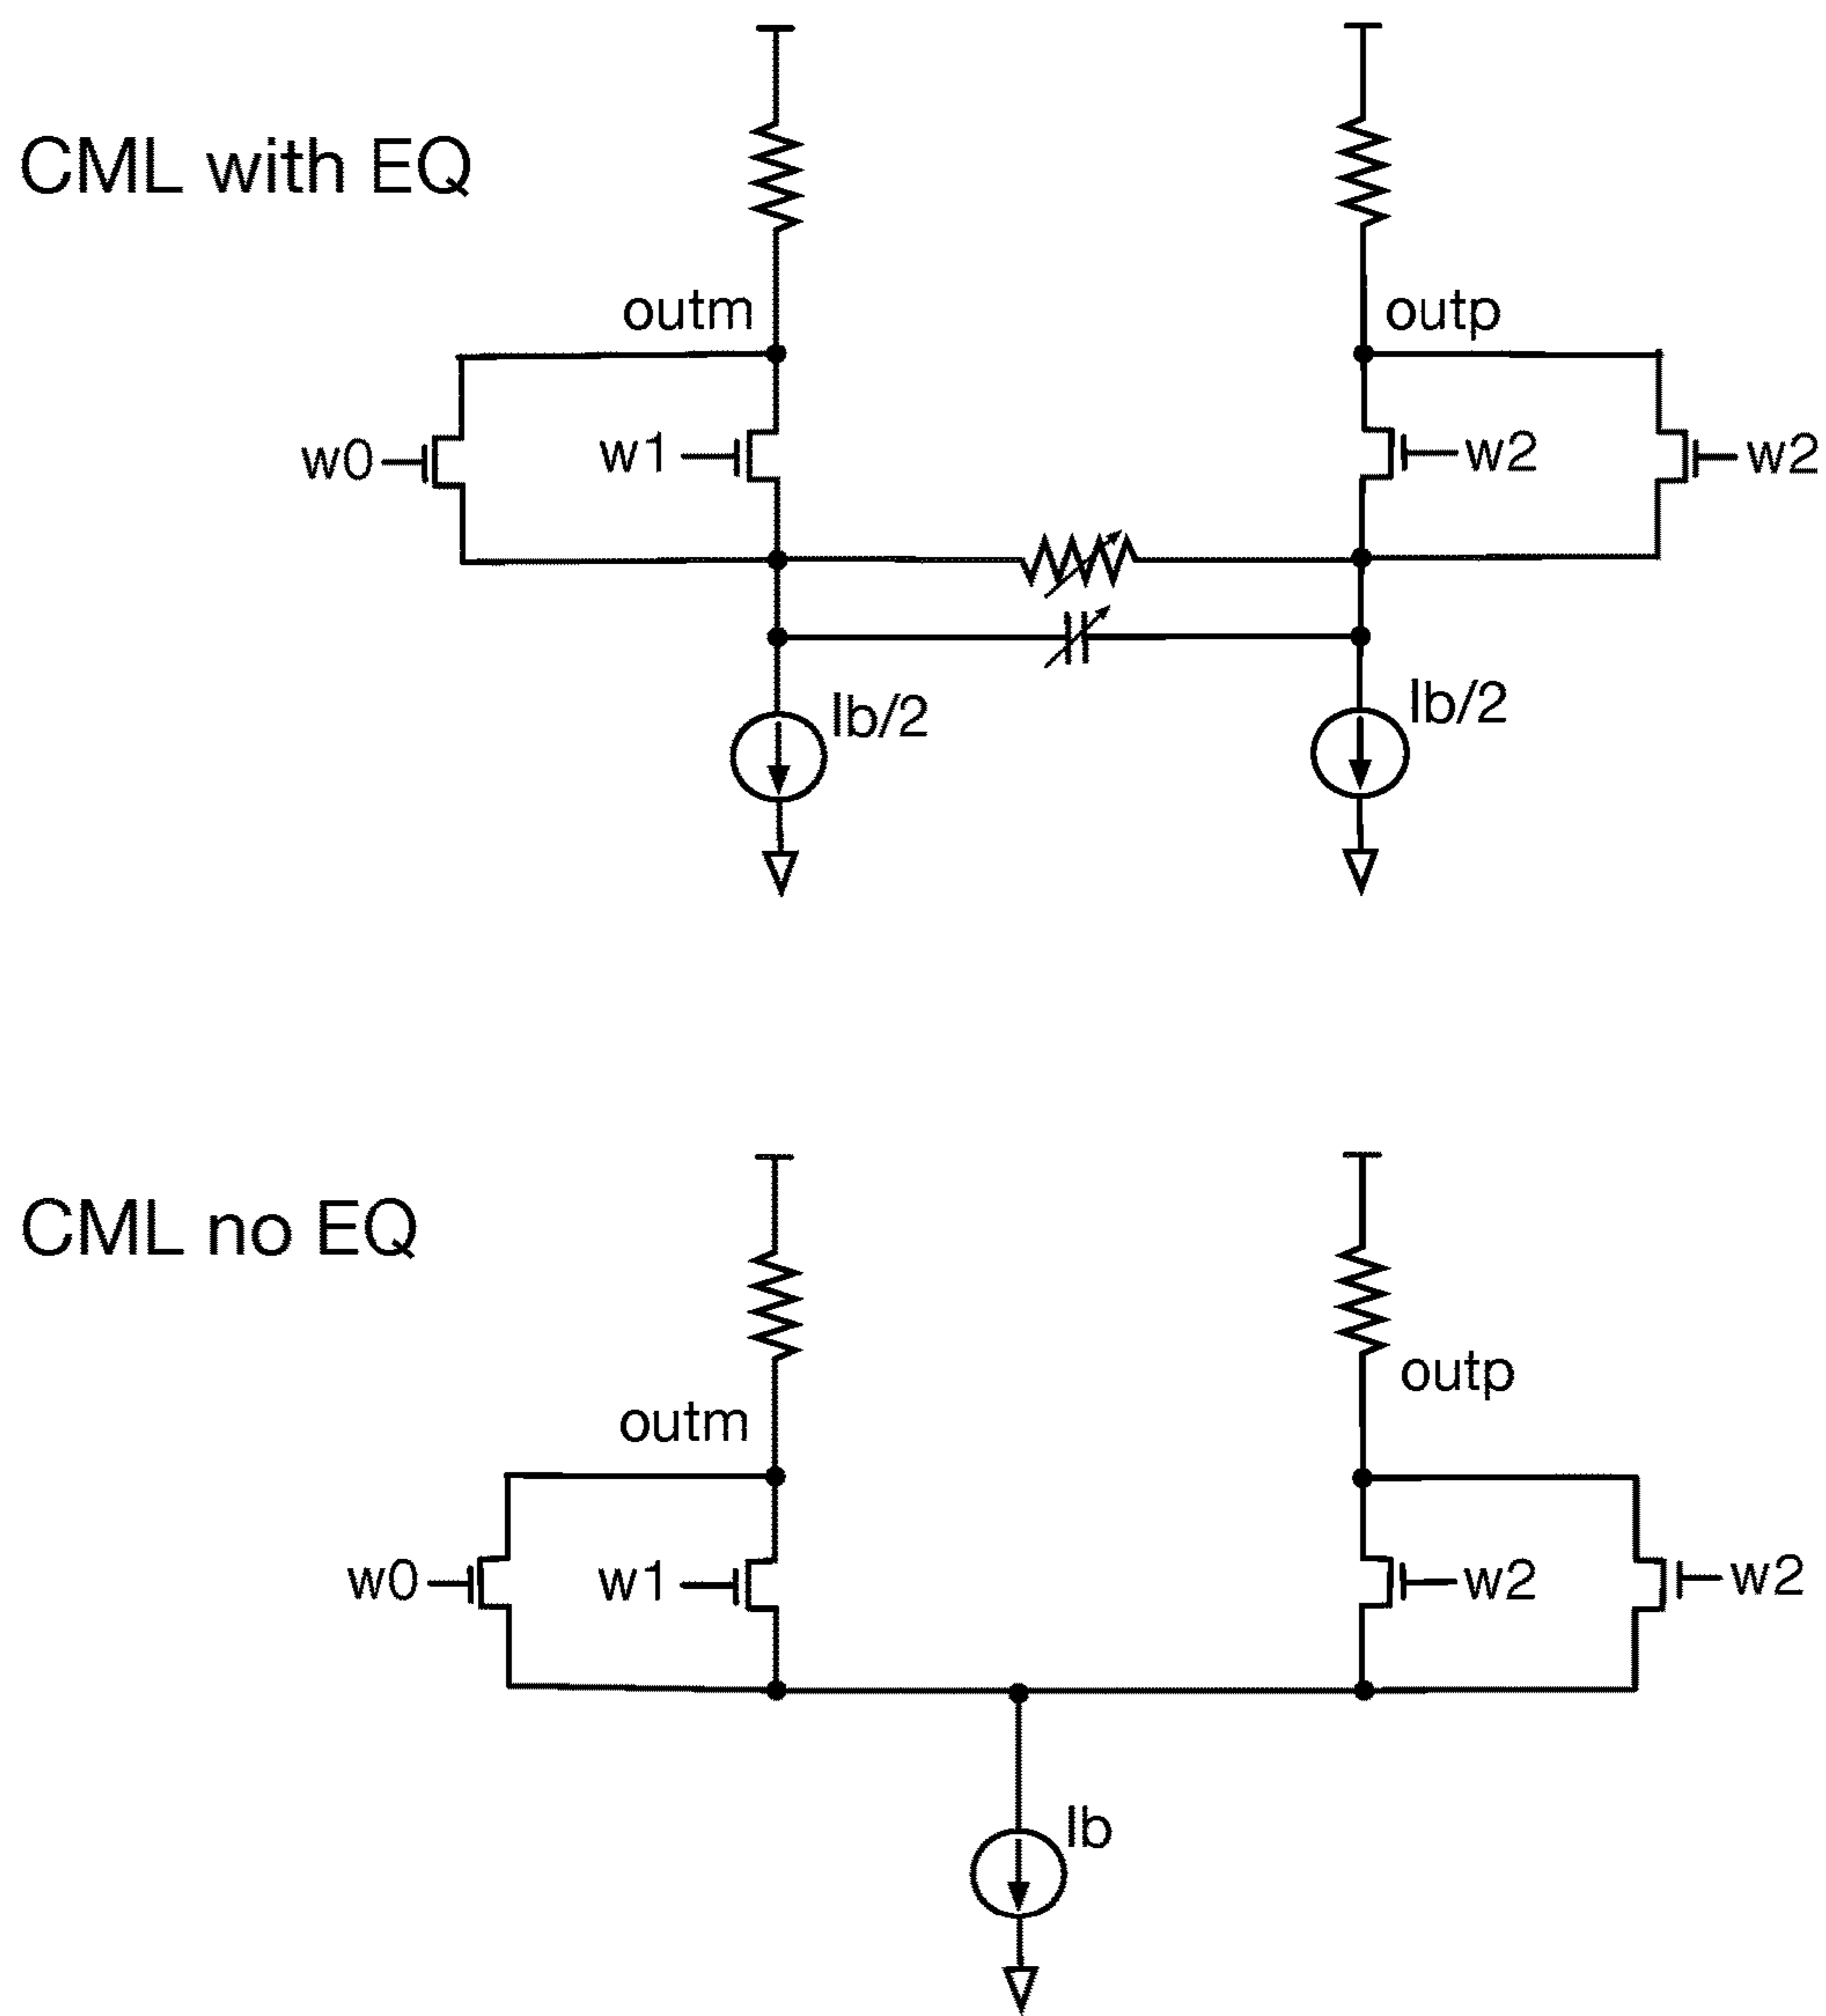 CML with EQ
outm
outp
w0
w1
w2
w2
Ib/2
Ib/2
CML no EQ
outm
outp
w0
w1
w2
w2
Ib